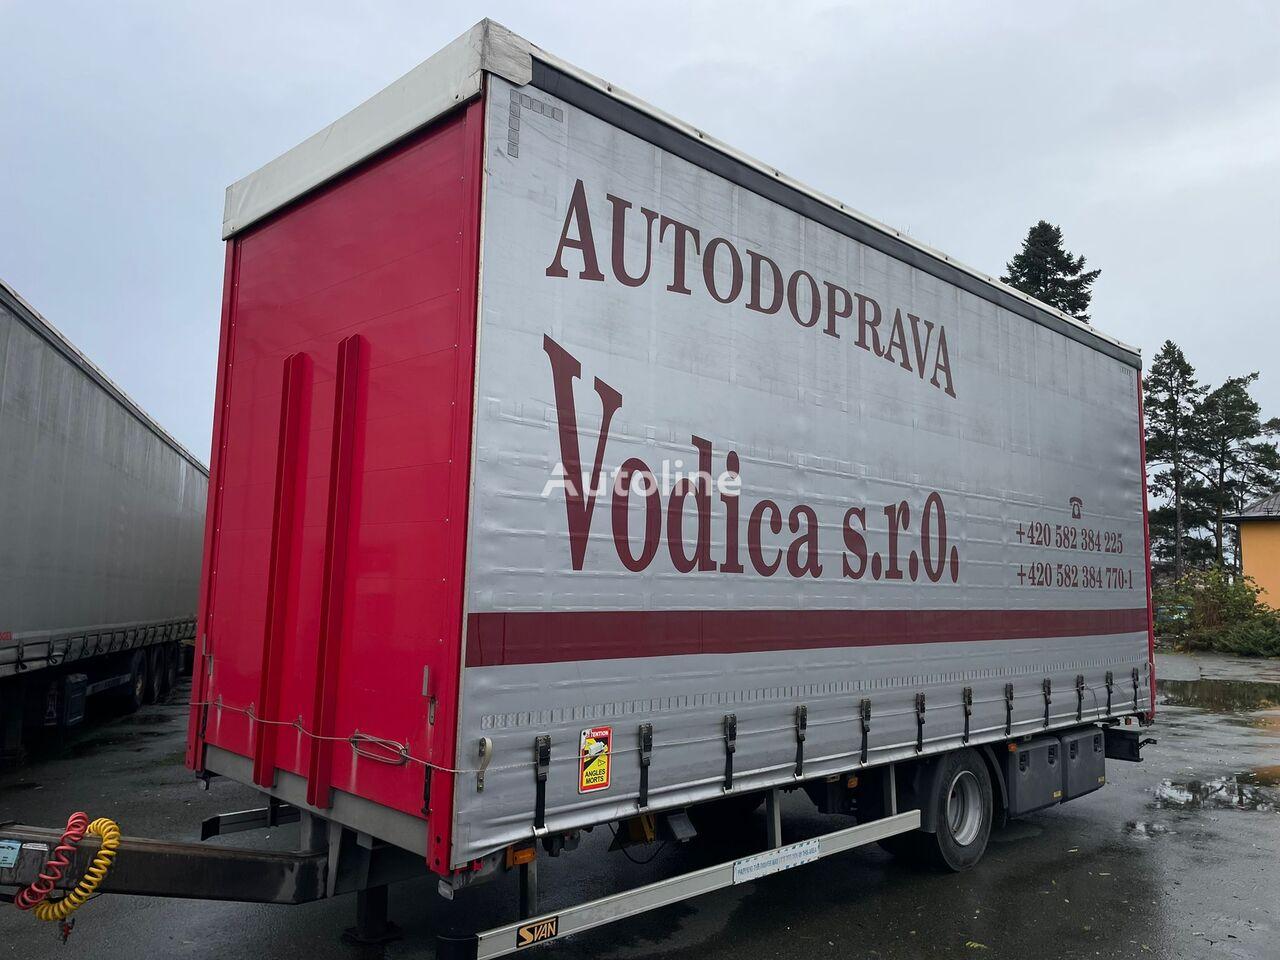 AUTODOPRAVA
Vodica s.r.o.
Autoline
+420 582 384 225
+420 582 384 770-1
ANGLES
MORTS
SVAN